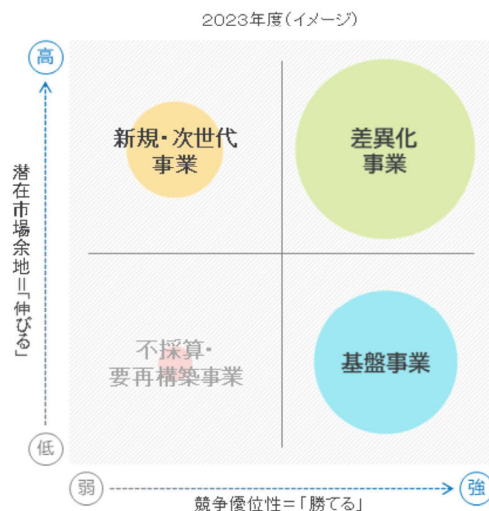 2023年度(イメージ)
高
新規・次世代
事業
差異化
事業
潜在市場余地＝「伸びる」
不採算・
要再構築事業
基盤事業
低
弱
強
競争優位性＝「勝てる」